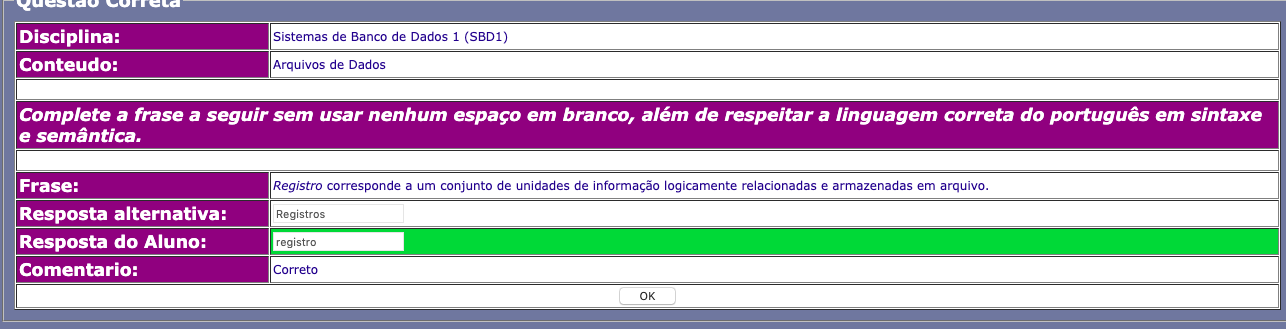 Questão Correta
Disciplina: Sistemas de Banco de Dados 1 (SBD1)
Conteudo: Arquivos de Dados
Complete a frase a seguir sem usar nenhum espaço em branco, além de respeitar a linguagem correta do português em sintaxe
e semântica.
Frase: Registro corresponde a um conjunto de unidades de informação logicamente relacionadas e armazenadas em arquivo.
Resposta alternativa: Registros
Resposta do Aluno: registro
Comentario: Correto
OK